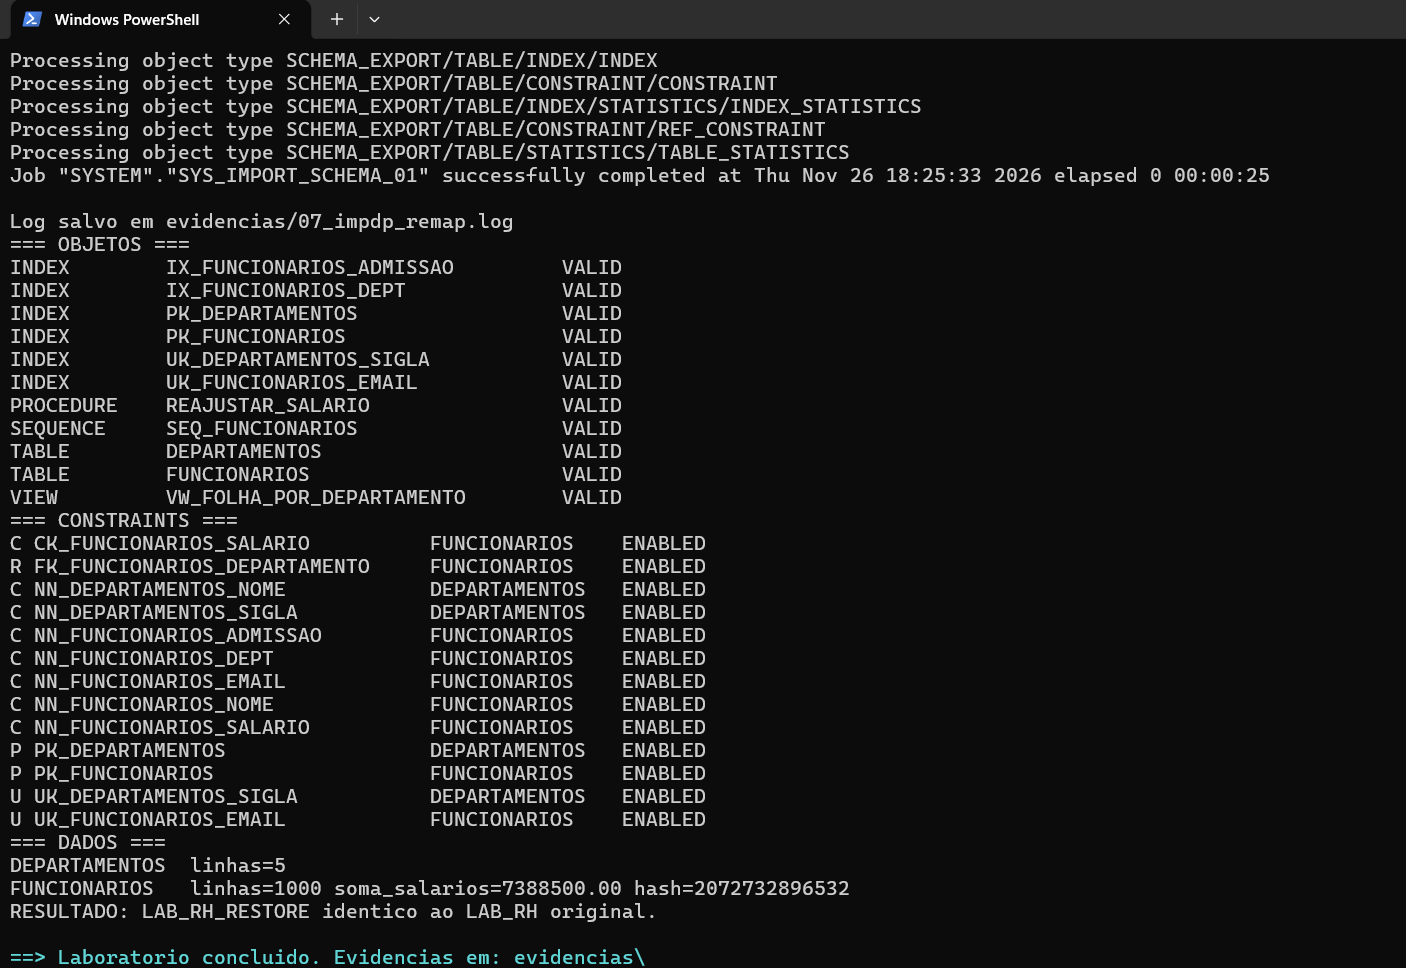 Windows PowerShell
Processing object type SCHEMA_EXPORT/TABLE/INDEX/INDEX
Processing object type SCHEMA_EXPORT/TABLE/CONSTRAINT/CONSTRAINT
Processing object type SCHEMA_EXPORT/TABLE/INDEX/STATISTICS/INDEX_STATISTICS
Processing object type SCHEMA_EXPORT/TABLE/CONSTRAINT/REF_CONSTRAINT
Processing object type SCHEMA_EXPORT/TABLE/STATISTICS/TABLE_STATISTICS
Job "SYSTEM"."SYS_IMPORT_SCHEMA_01" successfully completed at Thu Nov 26 18:25:33 2026 elapsed 0 00:00:25
Log salvo em evidencias/07_impdp_remap.log
=== OBJETOS ===
INDEX        IX_FUNCIONARIOS_ADMISSAO         VALID
INDEX        IX_FUNCIONARIOS_DEPT             VALID
INDEX        PK_DEPARTAMENTOS                 VALID
INDEX        PK_FUNCIONARIOS                  VALID
INDEX        UK_DEPARTAMENTOS_SIGLA           VALID
INDEX        UK_FUNCIONARIOS_EMAIL            VALID
PROCEDURE    REAJUSTAR_SALARIO                VALID
SEQUENCE     SEQ_FUNCIONARIOS                 VALID
TABLE        DEPARTAMENTOS                    VALID
TABLE        FUNCIONARIOS                     VALID
VIEW         VW_FOLHA_POR_DEPARTAMENTO        VALID
=== CONSTRAINTS ===
C CK_FUNCIONARIOS_SALARIO          FUNCIONARIOS    ENABLED
R FK_FUNCIONARIOS_DEPARTAMENTO     FUNCIONARIOS    ENABLED
C NN_DEPARTAMENTOS_NOME            DEPARTAMENTOS   ENABLED
C NN_DEPARTAMENTOS_SIGLA           DEPARTAMENTOS   ENABLED
C NN_FUNCIONARIOS_ADMISSAO         FUNCIONARIOS    ENABLED
C NN_FUNCIONARIOS_DEPT             FUNCIONARIOS    ENABLED
C NN_FUNCIONARIOS_EMAIL            FUNCIONARIOS    ENABLED
C NN_FUNCIONARIOS_NOME             FUNCIONARIOS    ENABLED
C NN_FUNCIONARIOS_SALARIO          FUNCIONARIOS    ENABLED
P PK_DEPARTAMENTOS                 DEPARTAMENTOS   ENABLED
P PK_FUNCIONARIOS                  FUNCIONARIOS    ENABLED
U UK_DEPARTAMENTOS_SIGLA           DEPARTAMENTOS   ENABLED
U UK_FUNCIONARIOS_EMAIL            FUNCIONARIOS    ENABLED
=== DADOS ===
DEPARTAMENTOS  linhas=5
FUNCIONARIOS   linhas=1000 soma_salarios=7388500.00 hash=2072732896532
RESULTADO: LAB_RH_RESTORE identico ao LAB_RH original.
==> Laboratorio concluido. Evidencias em: evidencias\